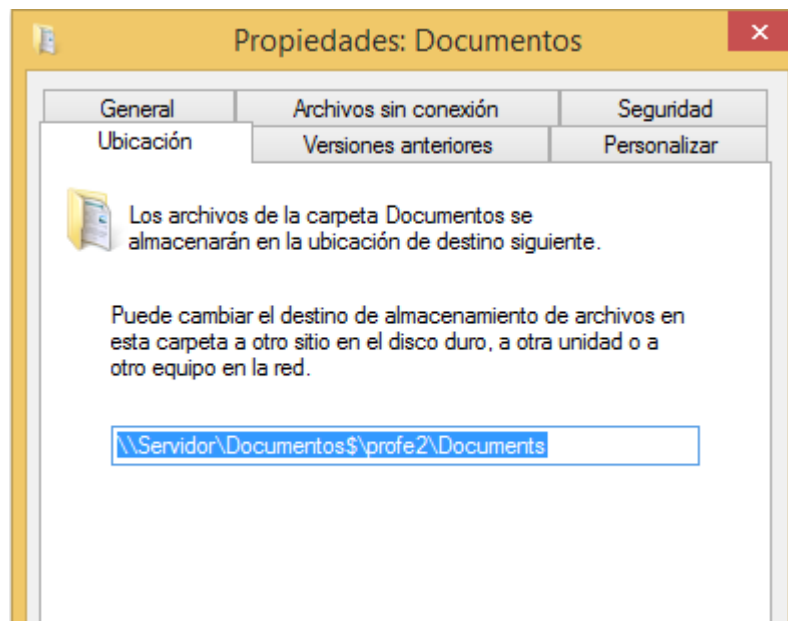 Propiedades: Documentos
General
Archivos sin conexión
Seguridad
Ubicación
Versiones anteriores
Personalizar
Los archivos de la carpeta Documentos se
almacenarán en la ubicación de destino siguiente.
Puede cambiar el destino de almacenamiento de archivos en
esta carpeta a otro sitio en el disco duro, a otra unidad o a
otro equipo en la red.
\\Servidor\Documentos$\profe2\Documents